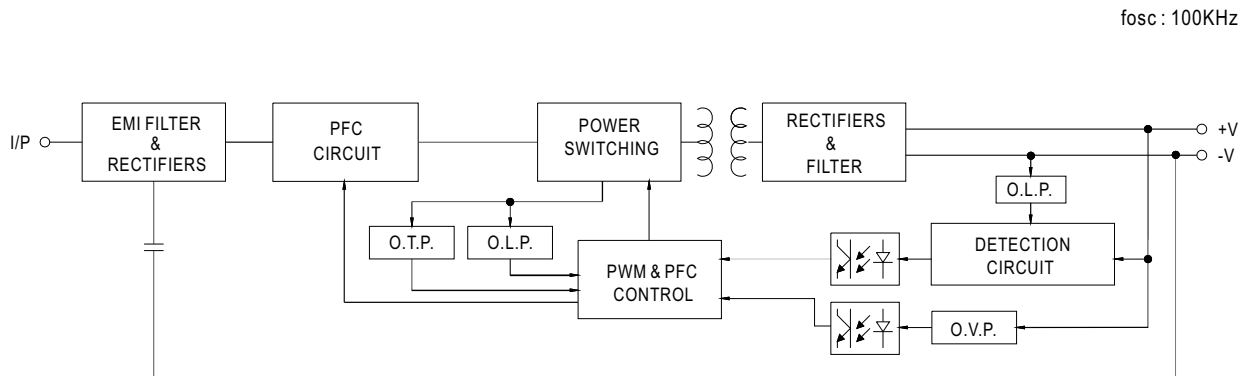 fosc : 100KHz
I/P
EMI FILTER
&
RECTIFIERS
PFC
CIRCUIT
POWER
SWITCHING
RECTIFIERS
&
FILTER
+V
-V
O.L.P.
O.T.P.
O.L.P.
PWM & PFC
CONTROL
DETECTION
CIRCUIT
O.V.P.